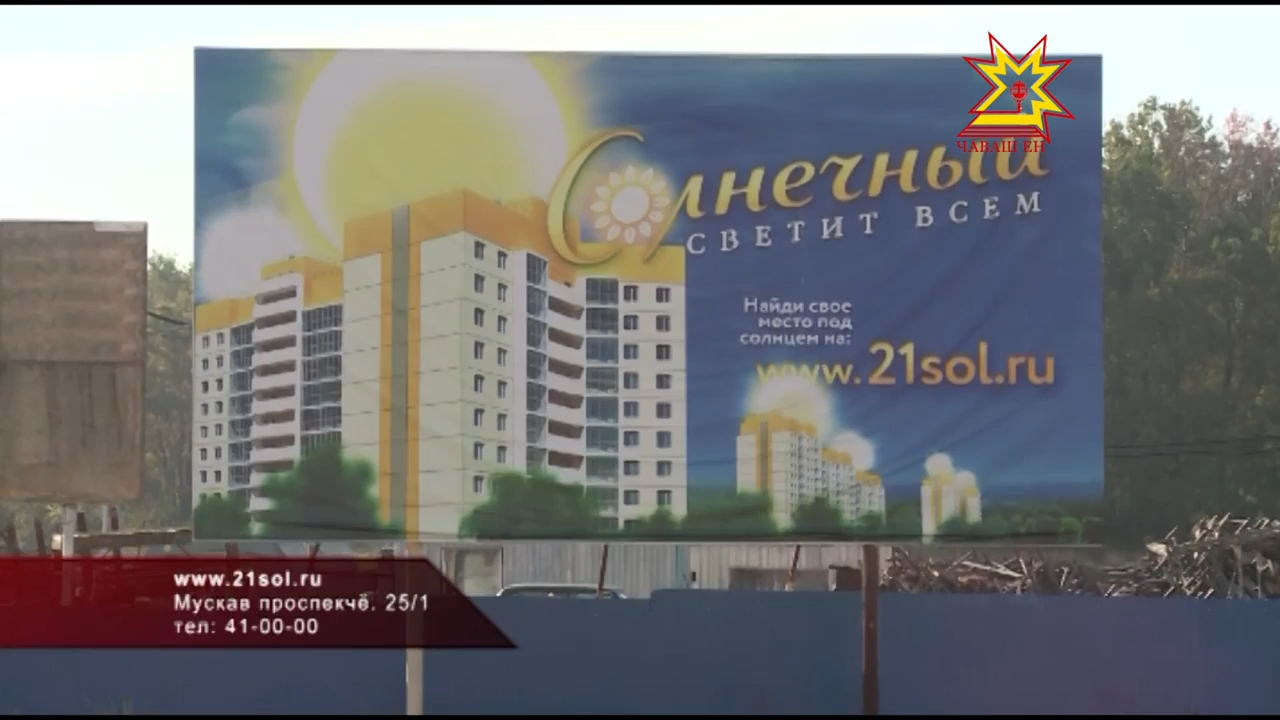 ЧӐВАШ ЕН
Солнечный
СВЕТИТ ВСЕМ
Найди свое
место под
солнцем на:
www.21sol.ru
www.21sol.ru
Мускав проспекчĕ. 25/1
тел: 41-00-00